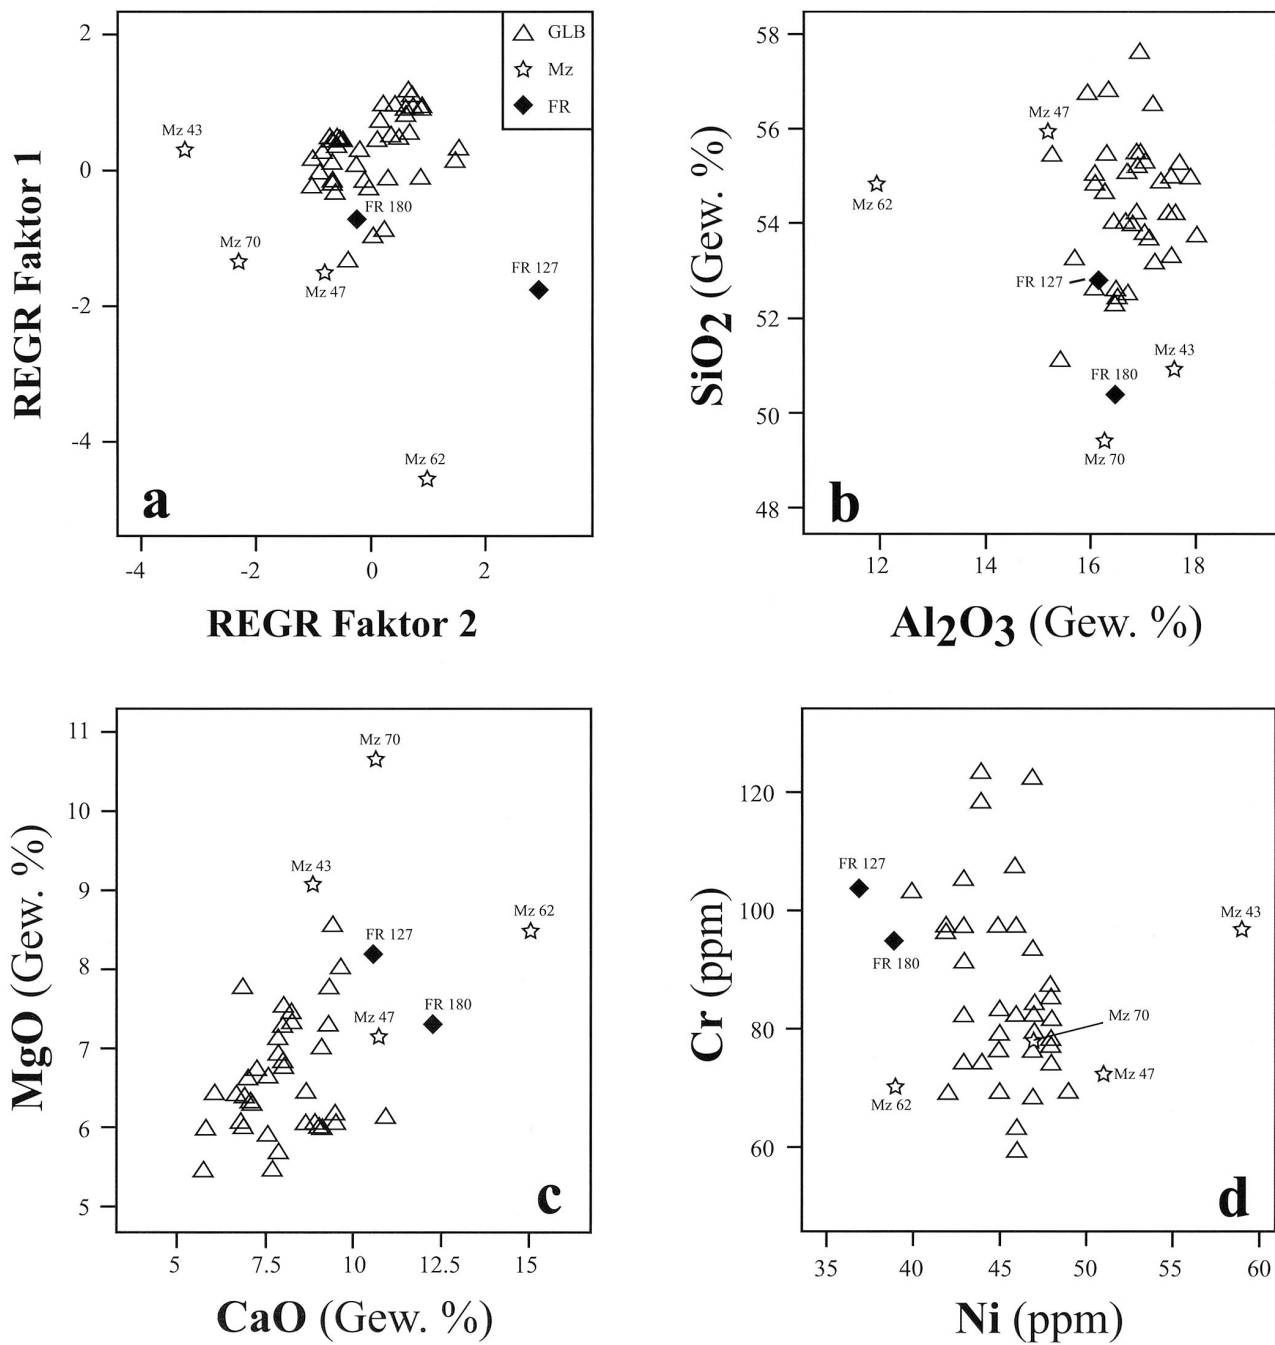 2
0
-2
-4
-4
-2
0
2
REGR Faktor 1
REGR Faktor 2
GLB
Mz
FR
Mz 43
Mz 70
Mz 47
FR 180
FR 127
Mz 62
a
58
56
54
52
50
48
12
14
16
18
SiO2 (Gew. %)
Al2O3 (Gew. %)
Mz 47
Mz 62
FR 127
Mz 43
FR 180
Mz 70
b
11
10
9
8
7
6
5
5
7.5
10
12.5
15
MgO (Gew. %)
CaO (Gew. %)
Mz 70
Mz 43
Mz 62
FR 127
Mz 47
FR 180
c
120
100
80
60
35
40
45
50
55
60
Cr (ppm)
Ni (ppm)
FR 127
Mz 43
FR 180
Mz 70
Mz 47
Mz 62
d